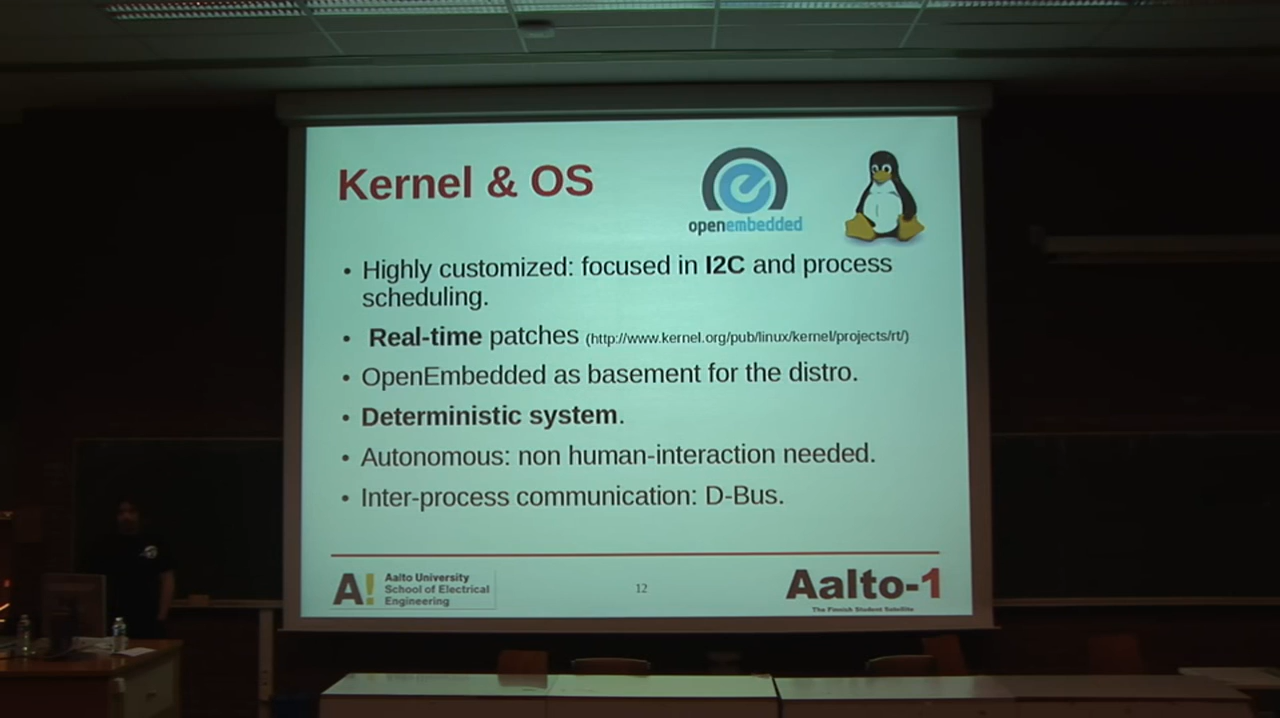 Kernel & OS
openembedded
• Highly customized: focused in I2C and process
scheduling.
• Real-time patches (http://www.kernel.org/pub/linux/kernel/projects/rt/)
• OpenEmbedded as basement for the distro.
• Deterministic system.
• Autonomous: non human-interaction needed.
• Inter-process communication: D-Bus.
A! Aalto University
School of Electrical
Engineering
12
Aalto-1
The Finnish Student Satellite